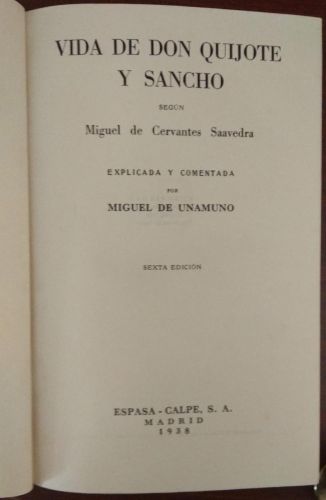 VIDA DE DON QUIJOTE
Y SANCHO
SEGÚN
Miguel de Cervantes Saavedra
EXPLICADA Y COMENTADA
POR
MIGUEL DE UNAMUNO
SEXTA EDICIÓN
ESPASA-CALPE, S. A.
MADRID
1938